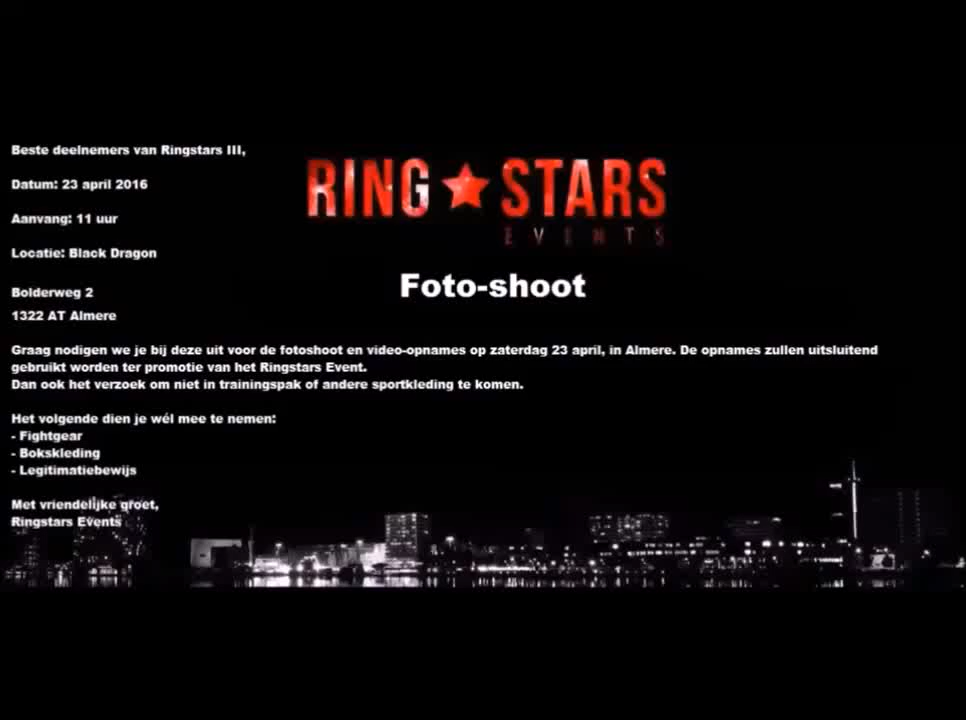 Beste deelnemers van Ringstars III,
RING STARS
Datum: 23 april 2016
Aanvang: 11 uur
EVENTS
Locatie: Black Dragon
Foto-shoot
Bolderweg 2
1322 AT Almere
Graag nodigen we je bij deze uit voor de fotoshoot en video-opnames op zaterdag 23 april, in Almere. De opnames zullen uitsluitend
gebruikt worden ter promotie van het Ringstars Event.
Dan ook het verzoek om niet in trainingspak of andere sportkleding te komen.
Het volgende dien je wél mee te nemen:
- Fightgear
- Bokskleding
- Legitimatiebewijs
Met vriendelijke groet,
Ringstars Events